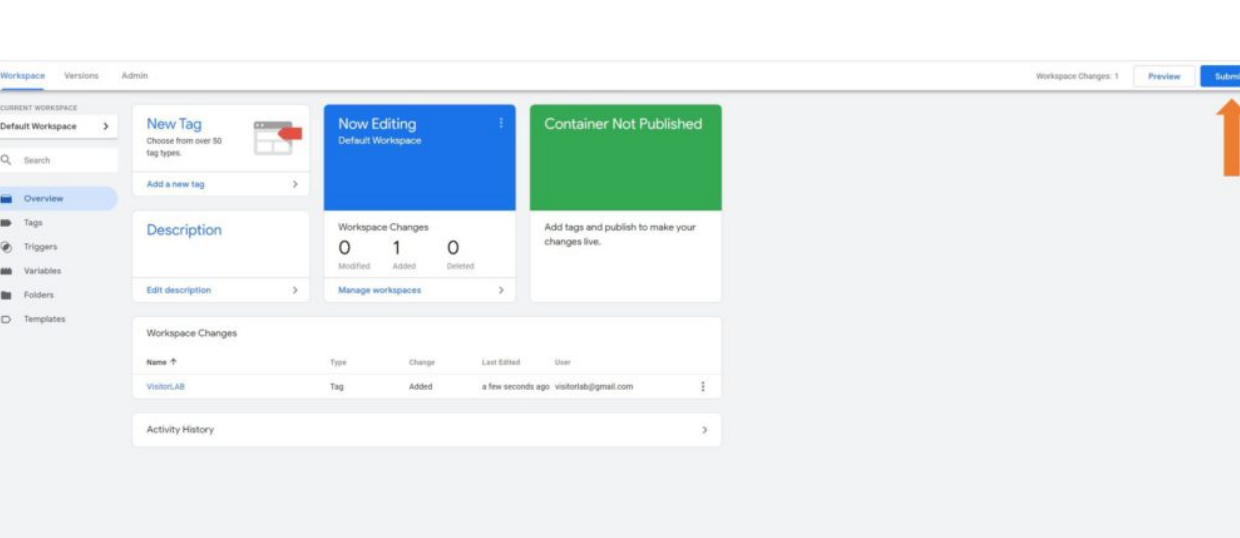 Workspace Versions Admin Workspace Changes: 1 Preview Submi
CURRENT WORKSPACE
Default Workspace
Search
Overview
Tags
Triggers
Variables
Folders
Templates
New Tag
Choose from over 50
tag types.
Add a new tag
Description
Edit description
Now Editing
Default Workspace
Workspace Changes
0 1 0
Modified Added Deleted
Manage workspaces
Container Not Published
Add tags and publish to make your
changes live.
Workspace Changes
Name Type Change Last Edited User
VisitorLAB Tag Added a few seconds ago visitorlab@gmail.com
Activity History